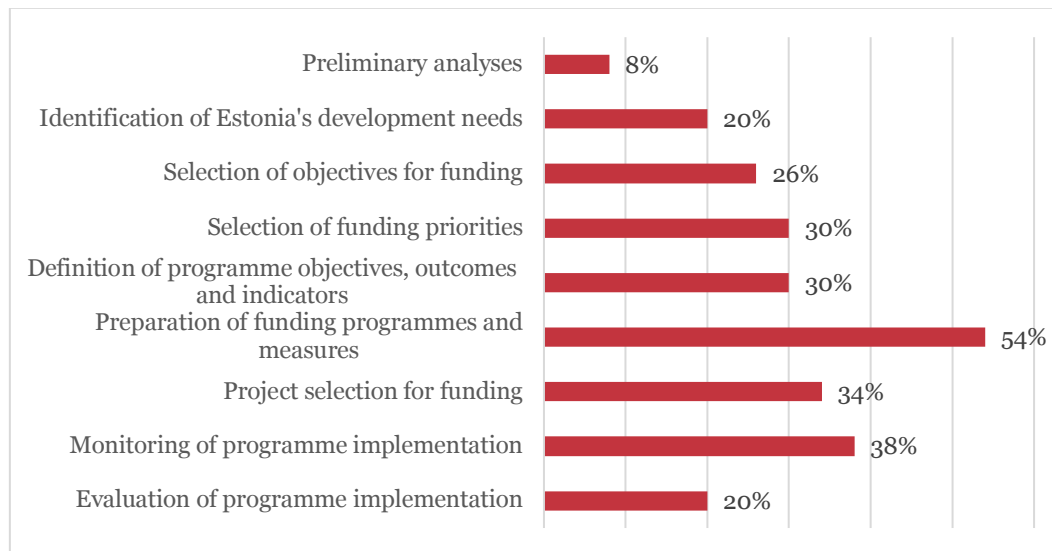 Preliminary analyses
8%
Identification of Estonia's development needs
20%
Selection of objectives for funding
26%
Selection of funding priorities
30%
Definition of programme objectives, outcomes
and indicators
30%
Preparation of funding programmes and
measures
54%
Project selection for funding
34%
Monitoring of programme implementation
38%
Evaluation of programme implementation
20%